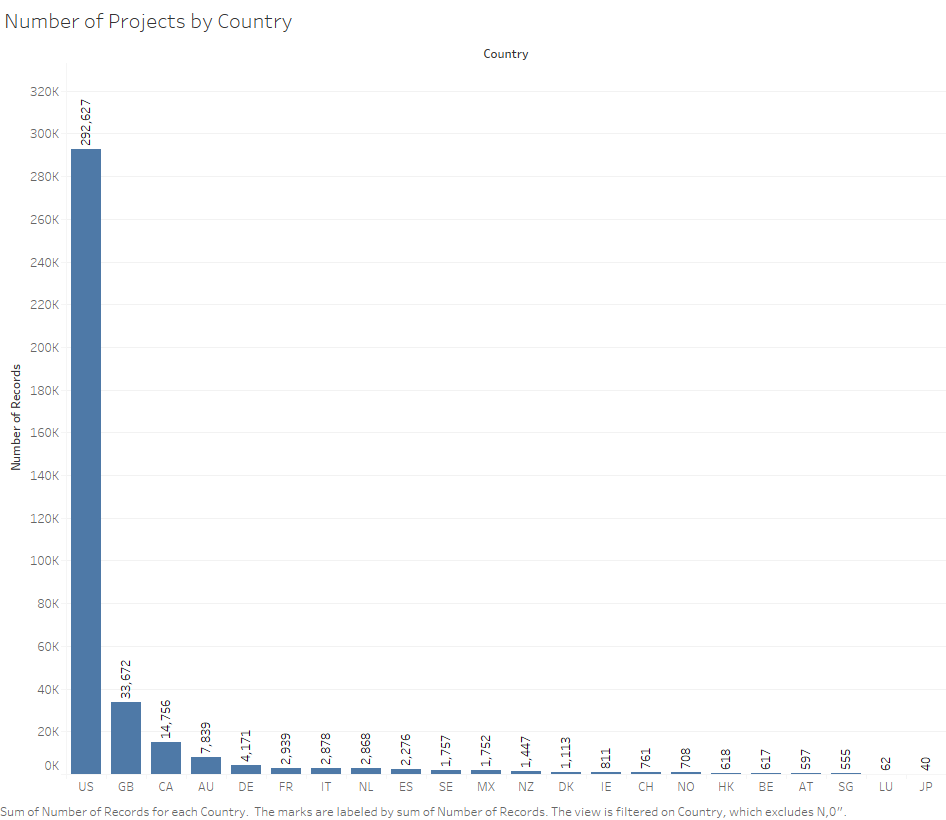 Number of Projects by Country
Country
Number of Records
320K
300K
280K
260K
240K
220K
200K
180K
160K
140K
120K
100K
80K
60K
40K
20K
0K
292,627
33,672
14,756
7,839
4,171
2,939
2,878
2,868
2,276
1,757
1,752
1,447
1,113
811
761
708
618
617
597
555
62
40
US GB CA AU DE FR IT NL ES SE MX NZ DK IE CH NO HK BE AT SG LU JP
Sum of Number of Records for each Country.  The marks are labeled by sum of Number of Records. The view is filtered on Country, which excludes N,0".